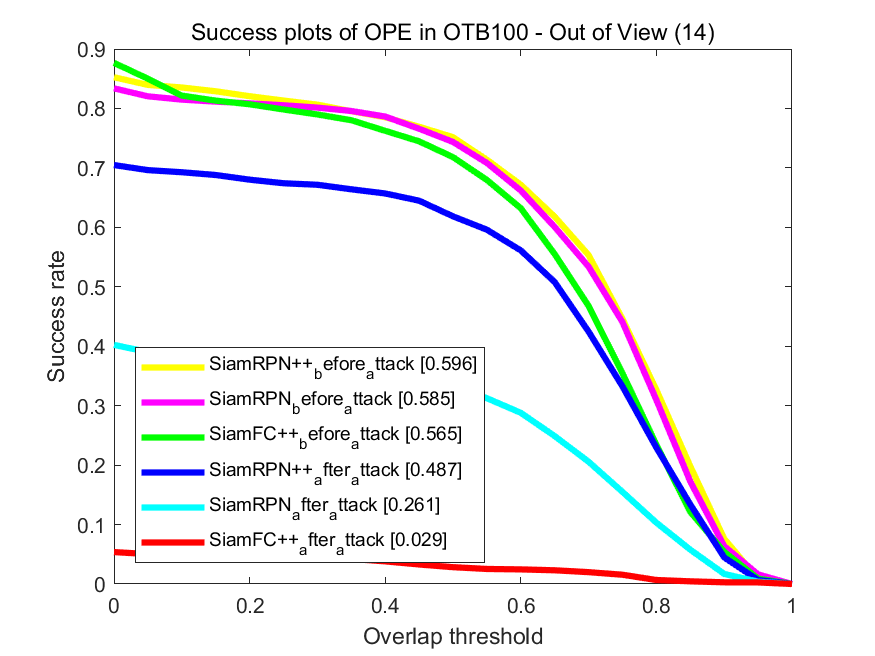 Success plots of OPE in OTB100 - Out of View (14)
0.9
0.8
0.7
0.6
0.5
0.4
0.3
0.2
0.1
0
Success rate
SiamRPN++_before_attack [0.596]
SiamRPN_before_attack [0.585]
SiamFC++_before_attack [0.565]
SiamRPN++_after_attack [0.487]
SiamRPN_after_attack [0.261]
SiamFC++_after_attack [0.029]
0 0.2 0.4 0.6 0.8 1
Overlap threshold